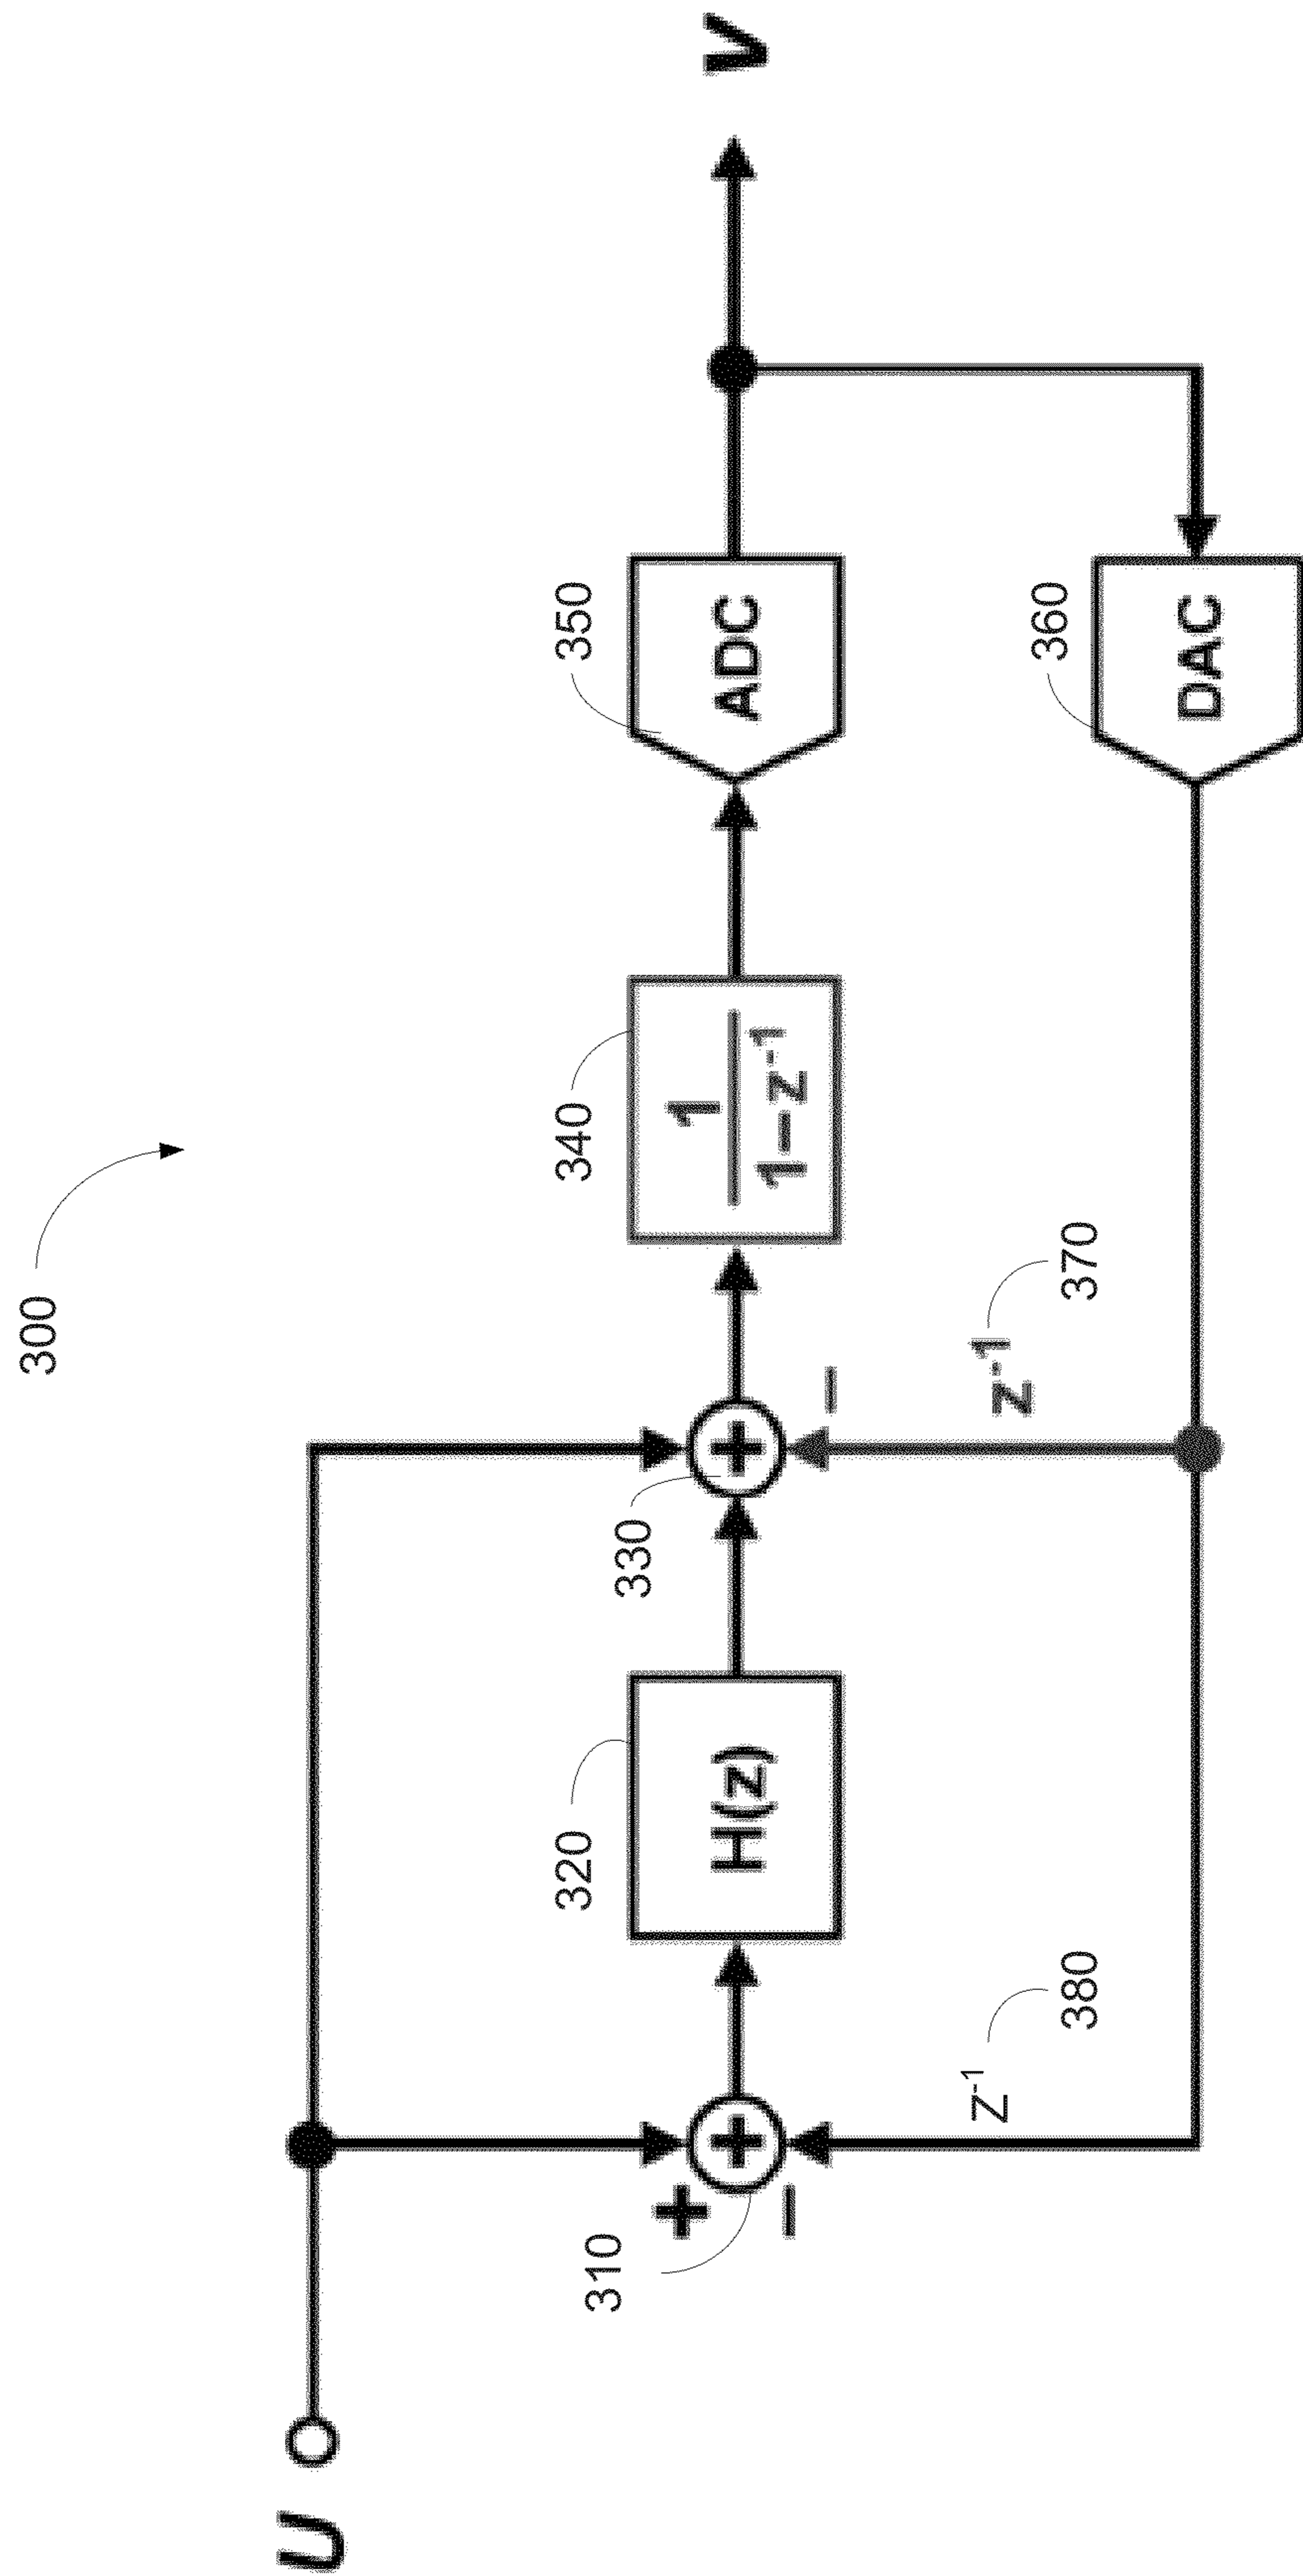 300
U
310
+
−
+
320
H(z)
330
+
−
340
1
1−z⁻¹
350
ADC
V
Z⁻¹
380
z⁻¹
370
360
DAC